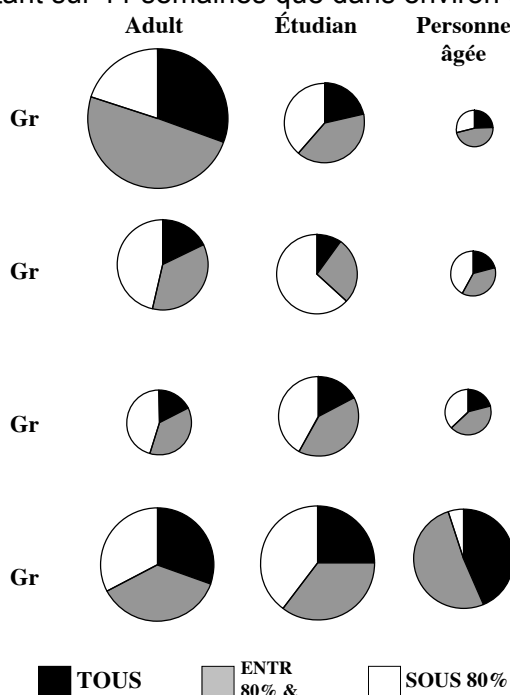 tant sur 11 semaines que dans environ
Adult Étudian Personne
âgée
Gr
Gr
Gr
Gr
TOUS
ENTR
80% &
SOUS 80%